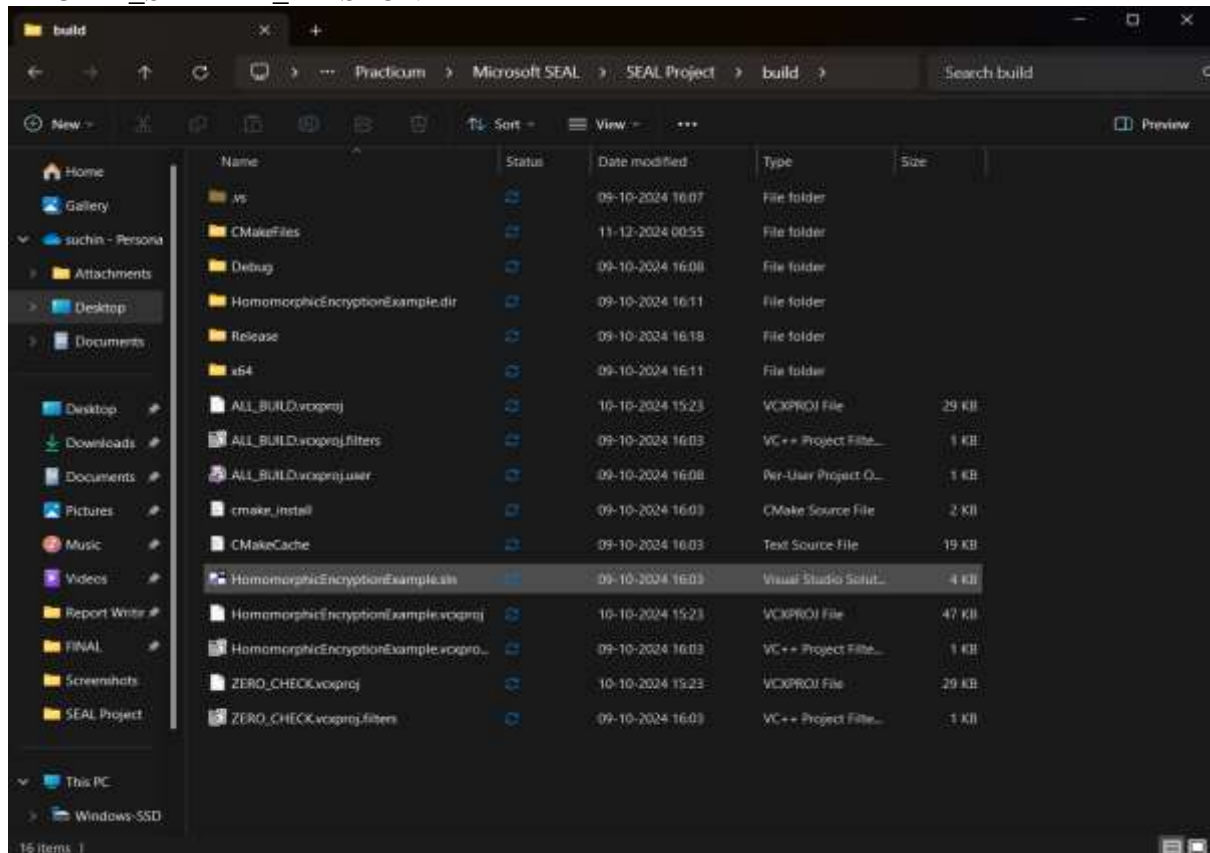 build
Practicum > Microsoft SEAL > SEAL Project > build > Search build
New Sort View Preview
Name Status Date modified Type Size
Home
Gallery
suchin - Persona
Attachments
Desktop
Documents
Desktop
Downloads
Documents
Pictures
Music
Videos
Report Write
FINAL
Screenshots
SEAL Project
This PC
Windows-SSD
.vs 09-10-2024 16:07 File folder
CMakeFiles 11-12-2024 00:55 File folder
Debug 09-10-2024 16:08 File folder
HomomorphicEncryptionExample.dir 09-10-2024 16:11 File folder
Release 09-10-2024 16:18 File folder
x64 09-10-2024 16:11 File folder
ALL_BUILD.vcxproj 10-10-2024 15:23 VCXPROJ File 29 KB
ALL_BUILD.vcxproj.filters 09-10-2024 16:03 VC++ Project Filte... 1 KB
ALL_BUILD.vcxproj.user 09-10-2024 16:08 Per-User Project O... 1 KB
cmake_install 09-10-2024 16:03 CMake Source File 2 KB
CMakeCache 09-10-2024 16:03 Text Source File 19 KB
HomomorphicEncryptionExample.sln 09-10-2024 16:03 Visual Studio Solut... 4 KB
HomomorphicEncryptionExample.vcxproj 10-10-2024 15:23 VCXPROJ File 47 KB
HomomorphicEncryptionExample.vcxpro... 09-10-2024 16:03 VC++ Project Filte... 1 KB
ZERO_CHECK.vcxproj 10-10-2024 15:23 VCXPROJ File 29 KB
ZERO_CHECK.vcxproj.filters 09-10-2024 16:03 VC++ Project Filte... 1 KB
16 items